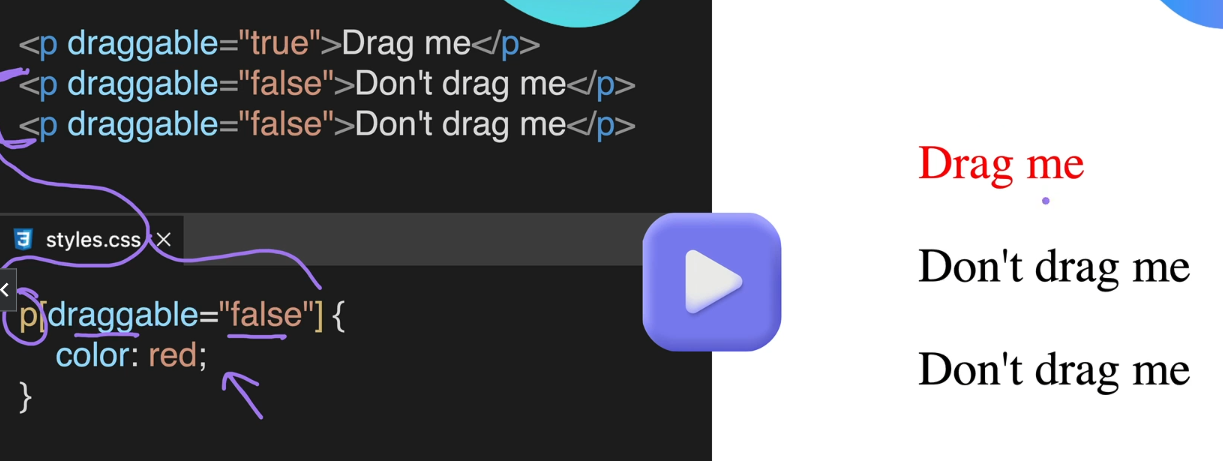 <p draggable="true">Drag me</p>
<p draggable="false">Don't drag me</p>
<p draggable="false">Don't drag me</p>
styles.css
p[draggable="false"] {
color: red;
}
Drag me
Don't drag me
Don't drag me